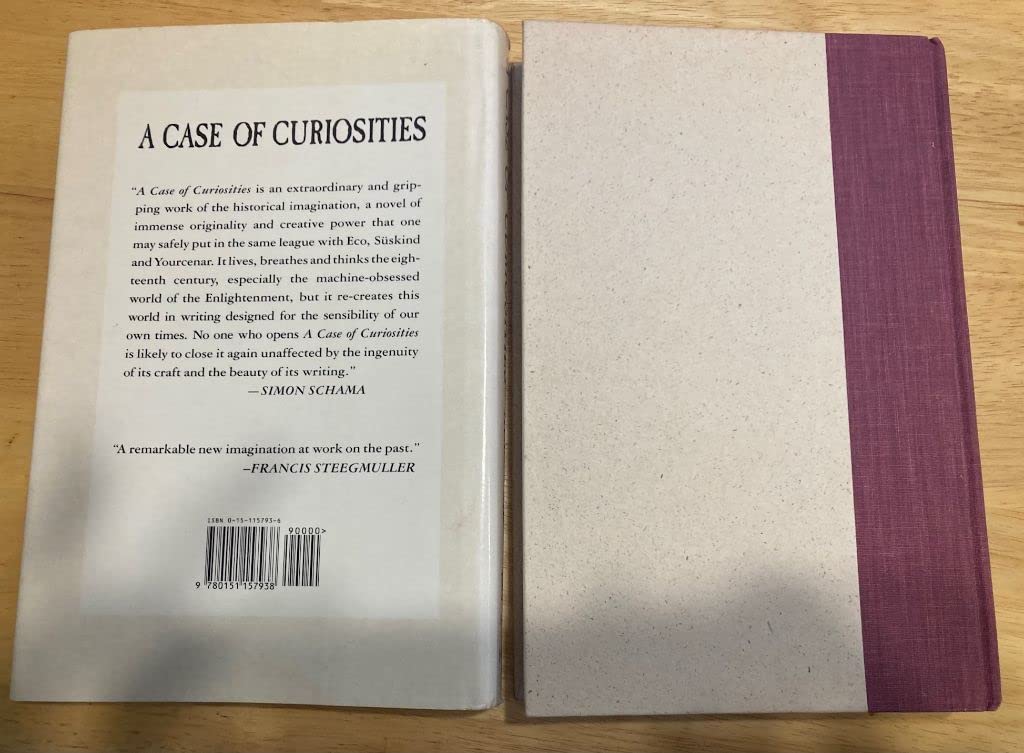 A CASE OF CURIOSITIES
“A Case of Curiosities is an extraordinary and grip-
ping work of the historical imagination, a novel of
immense originality and creative power that one
may safely put in the same league with Eco, Süskind
and Yourcenar. It lives, breathes and thinks the eigh-
teenth century, especially the machine-obsessed
world of the Enlightenment, but it re-creates this
world in writing designed for the sensibility of our
own times. No one who opens A Case of Curiosities
is likely to close it again unaffected by the ingenuity
of its craft and the beauty of its writing.”
—SIMON SCHAMA
“A remarkable new imagination at work on the past.”
–FRANCIS STEEGMULLER
ISBN 0-15-115793-6
90000>
9 780151 157938